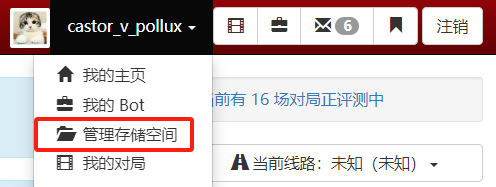 castor_v_pollux
6
注销
我的主页
我的 Bot
管理存储空间
我的对局
前有 16 场对局正评测中
当前线路：未知（未知）